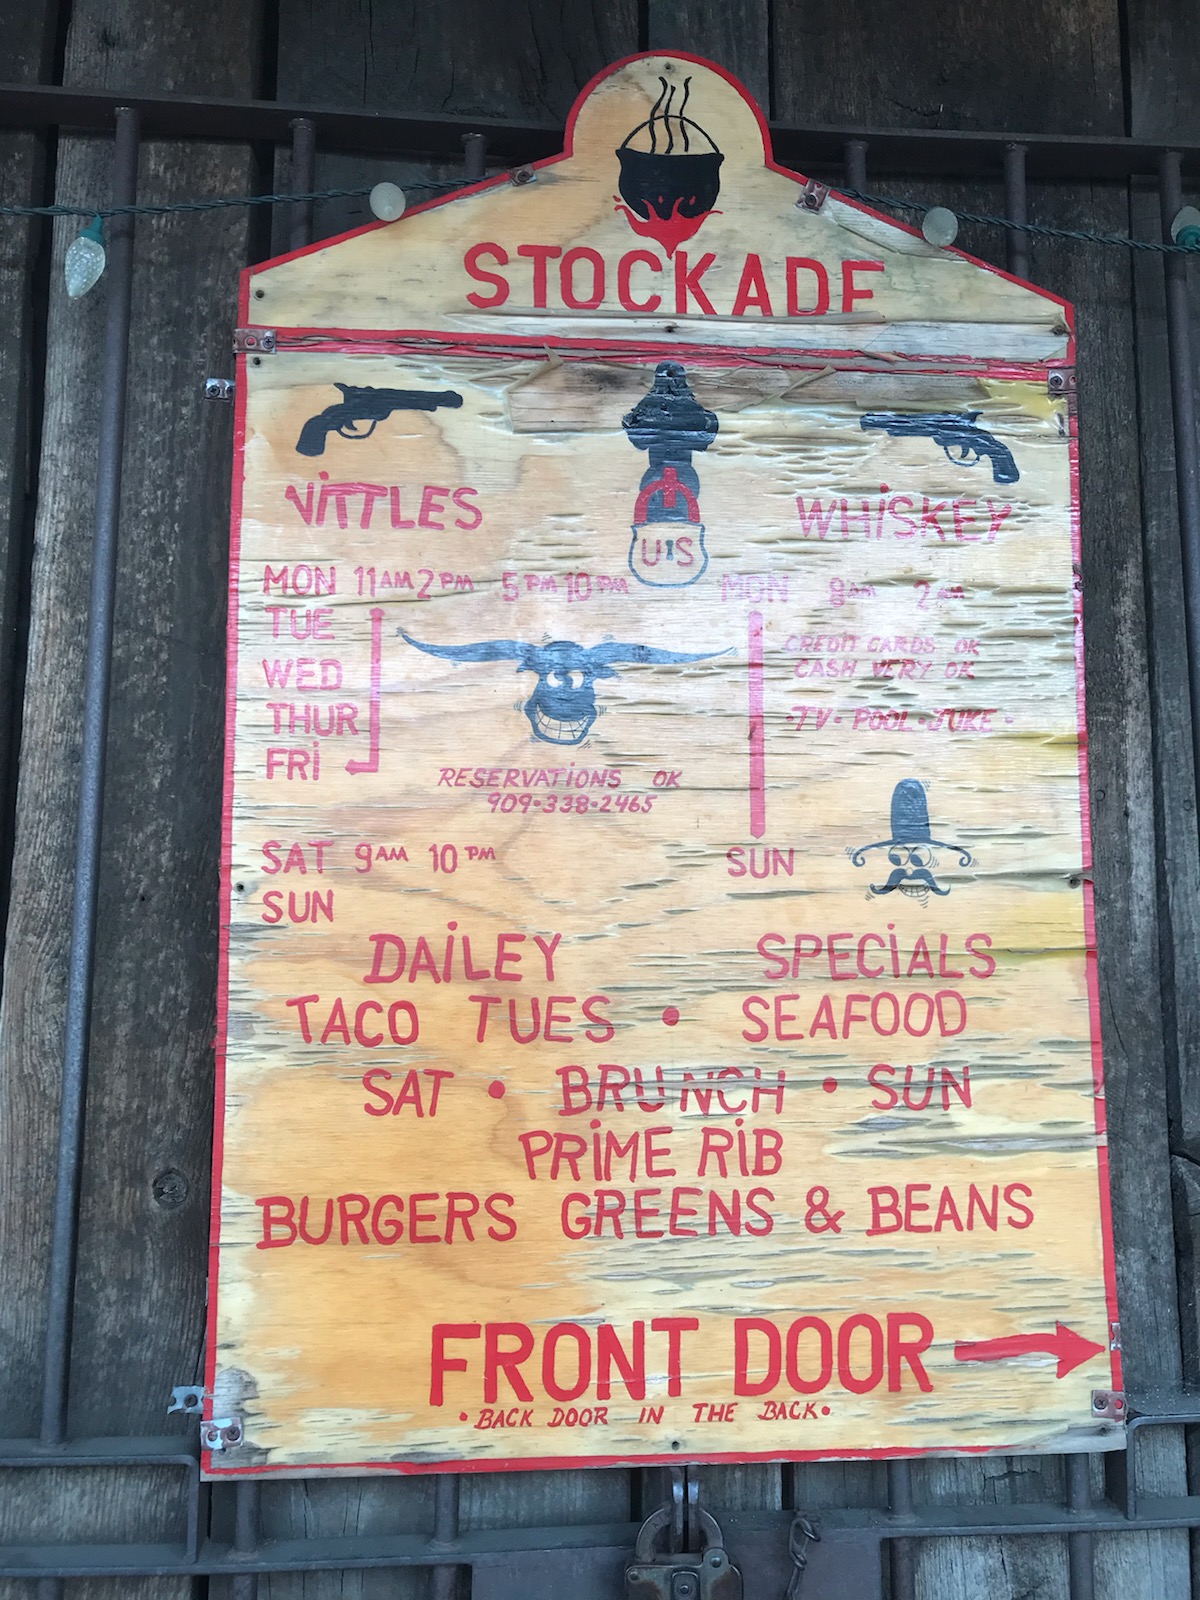 STOCKADE
VITTLES WHISKEY
U S
MON 11AM 2PM 5PM 10PM MON 8AM 2AM
TUE
WED
THUR
FRI
CREDIT CARDS OK
CASH VERY OK
·TV·POOL·JUKE·
RESERVATIONS OK
909·338·2465
SAT 9AM 10PM SUN
SUN
DAILEY SPECIALS
TACO TUES • SEAFOOD
SAT • BRUNCH • SUN
PRIME RIB
BURGERS GREENS & BEANS
FRONT DOOR
•BACK DOOR IN THE BACK•